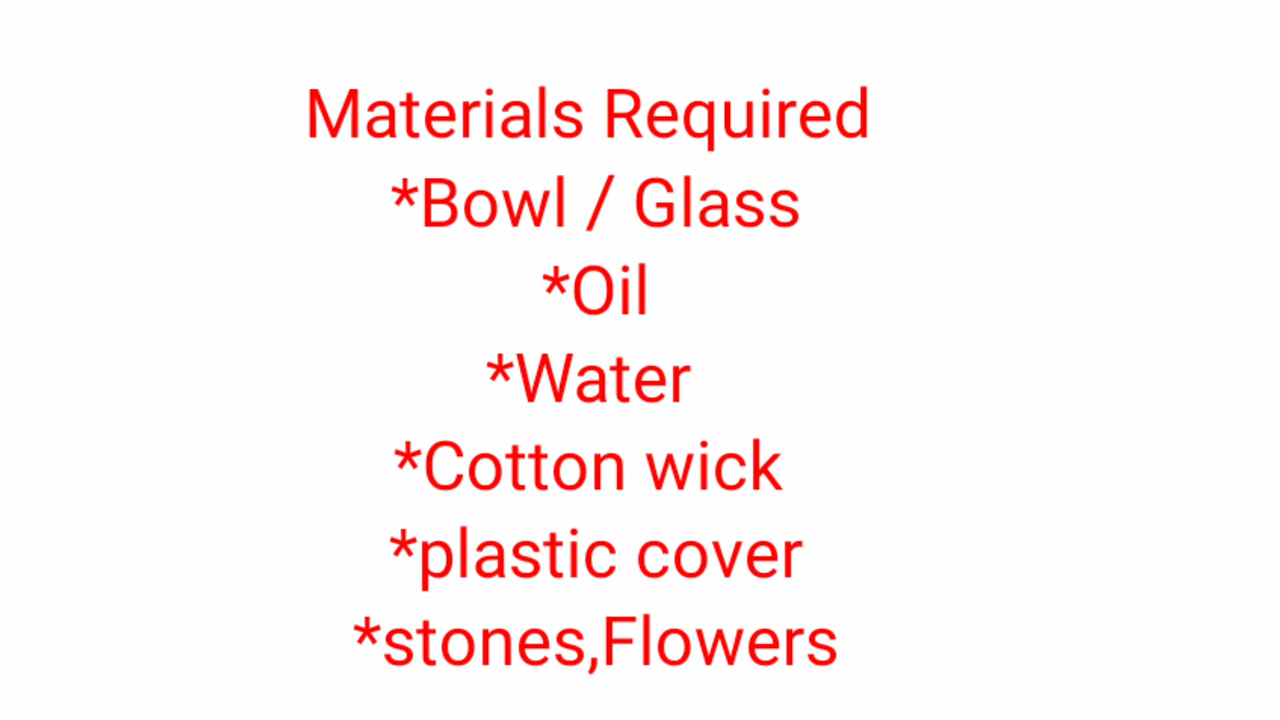 Materials Required
*Bowl / Glass
*Oil
*Water
*Cotton wick
*plastic cover
*stones,Flowers